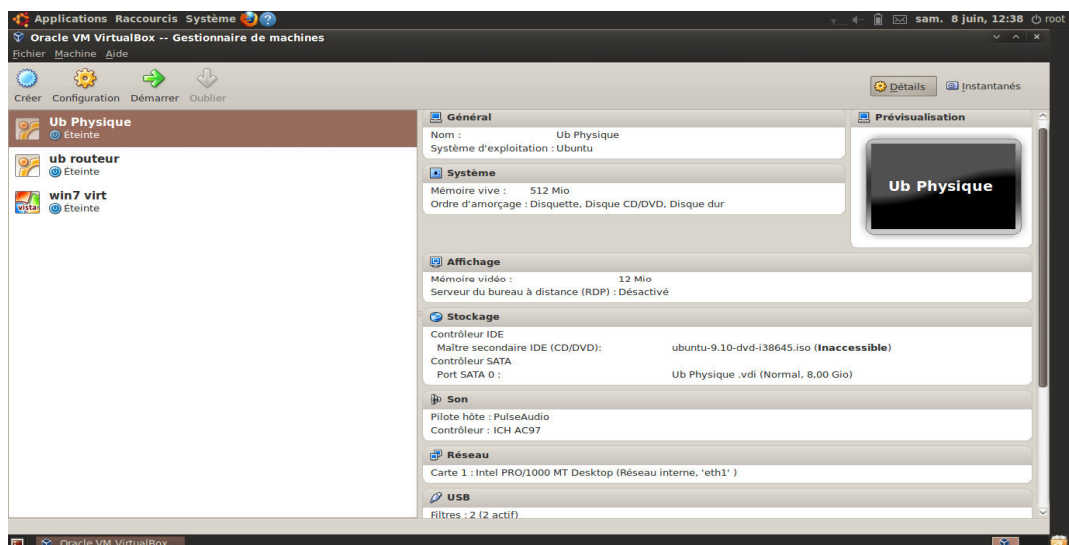 Applications Raccourcis Système sam. 8 juin, 12:38 root
Oracle VM VirtualBox -- Gestionnaire de machines
Fichier Machine Aide
Créer Configuration Démarrer Oublier Détails Instantanés
Ub Physique
Éteinte
ub routeur
Éteinte
win7 virt
vista
Éteinte
Général
Nom : Ub Physique
Système d'exploitation : Ubuntu
Système
Mémoire vive : 512 Mio
Ordre d'amorçage : Disquette, Disque CD/DVD, Disque dur
Prévisualisation
Ub Physique
Affichage
Mémoire vidéo : 12 Mio
Serveur du bureau à distance (RDP) : Désactivé
Stockage
Contrôleur IDE
Maître secondaire IDE (CD/DVD): ubuntu-9.10-dvd-i38645.iso (Inaccessible)
Contrôleur SATA
Port SATA 0 : Ub Physique .vdi (Normal, 8,00 Gio)
Son
Pilote hôte : PulseAudio
Contrôleur : ICH AC97
Réseau
Carte 1 : Intel PRO/1000 MT Desktop (Réseau interne, 'eth1' )
USB
Filtres : 2 (2 actif)
Oracle VM VirtualBox